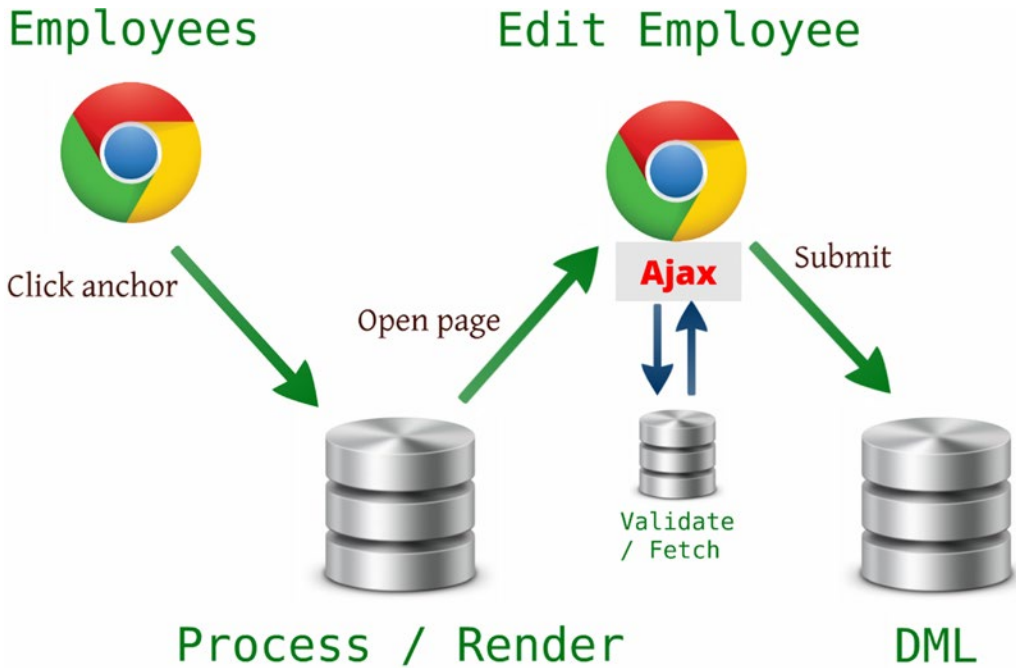 Employees
Edit Employee
Click anchor
Open page
Ajax
Submit
Validate
/ Fetch
Process / Render
DML